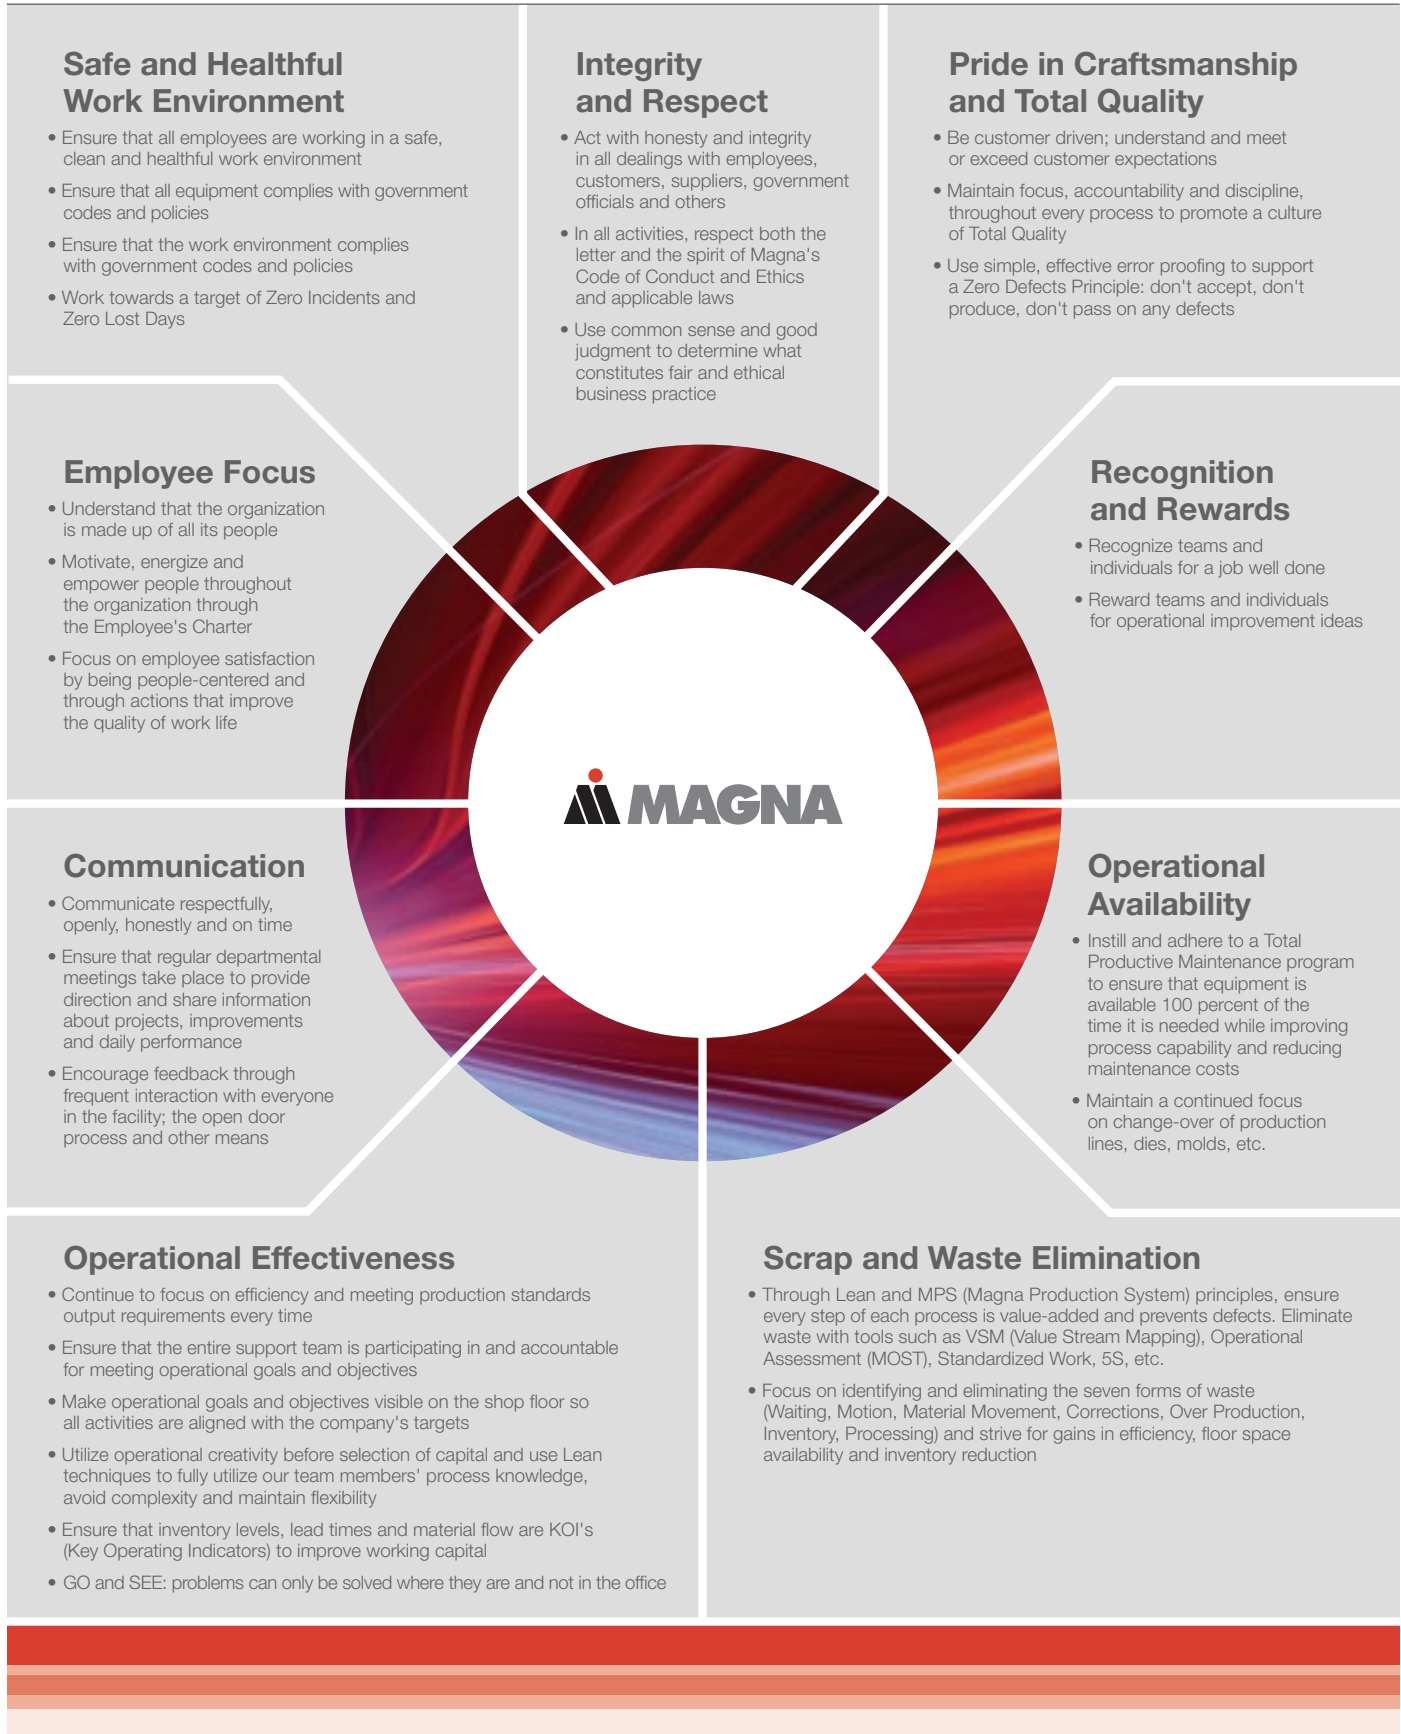 Safe and Healthful
Work Environment
• Ensure that all employees are working in a safe,
clean and healthful work environment
• Ensure that all equipment complies with government
codes and policies
• Ensure that the work environment complies
with government codes and policies
• Work towards a target of Zero Incidents and
Zero Lost Days
Integrity
and Respect
• Act with honesty and integrity
in all dealings with employees,
customers, suppliers, government
officials and others
• In all activities, respect both the
letter and the spirit of Magna's
Code of Conduct and Ethics
and applicable laws
• Use common sense and good
judgment to determine what
constitutes fair and ethical
business practice
Pride in Craftsmanship
and Total Quality
• Be customer driven; understand and meet
or exceed customer expectations
• Maintain focus, accountability and discipline,
throughout every process to promote a culture
of Total Quality
• Use simple, effective error proofing to support
a Zero Defects Principle: don't accept, don't
produce, don't pass on any defects
Employee Focus
• Understand that the organization
is made up of all its people
• Motivate, energize and
empower people throughout
the organization through
the Employee's Charter
• Focus on employee satisfaction
by being people-centered and
through actions that improve
the quality of work life
Recognition
and Rewards
• Recognize teams and
individuals for a job well done
• Reward teams and individuals
for operational improvement ideas
MAGNA
Communication
• Communicate respectfully,
openly, honestly and on time
• Ensure that regular departmental
meetings take place to provide
direction and share information
about projects, improvements
and daily performance
• Encourage feedback through
frequent interaction with everyone
in the facility; the open door
process and other means
Operational
Availability
• Instill and adhere to a Total
Productive Maintenance program
to ensure that equipment is
available 100 percent of the
time it is needed while improving
process capability and reducing
maintenance costs
• Maintain a continued focus
on change-over of production
lines, dies, molds, etc.
Operational Effectiveness
• Continue to focus on efficiency and meeting production standards
output requirements every time
• Ensure that the entire support team is participating in and accountable
for meeting operational goals and objectives
• Make operational goals and objectives visible on the shop floor so
all activities are aligned with the company's targets
• Utilize operational creativity before selection of capital and use Lean
techniques to fully utilize our team members' process knowledge,
avoid complexity and maintain flexibility
• Ensure that inventory levels, lead times and material flow are KOI's
(Key Operating Indicators) to improve working capital
• GO and SEE: problems can only be solved where they are and not in the office
Scrap and Waste Elimination
• Through Lean and MPS (Magna Production System) principles, ensure
every step of each process is value-added and prevents defects. Eliminate
waste with tools such as VSM (Value Stream Mapping), Operational
Assessment (MOST), Standardized Work, 5S, etc.
• Focus on identifying and eliminating the seven forms of waste
(Waiting, Motion, Material Movement, Corrections, Over Production,
Inventory, Processing) and strive for gains in efficiency, floor space
availability and inventory reduction